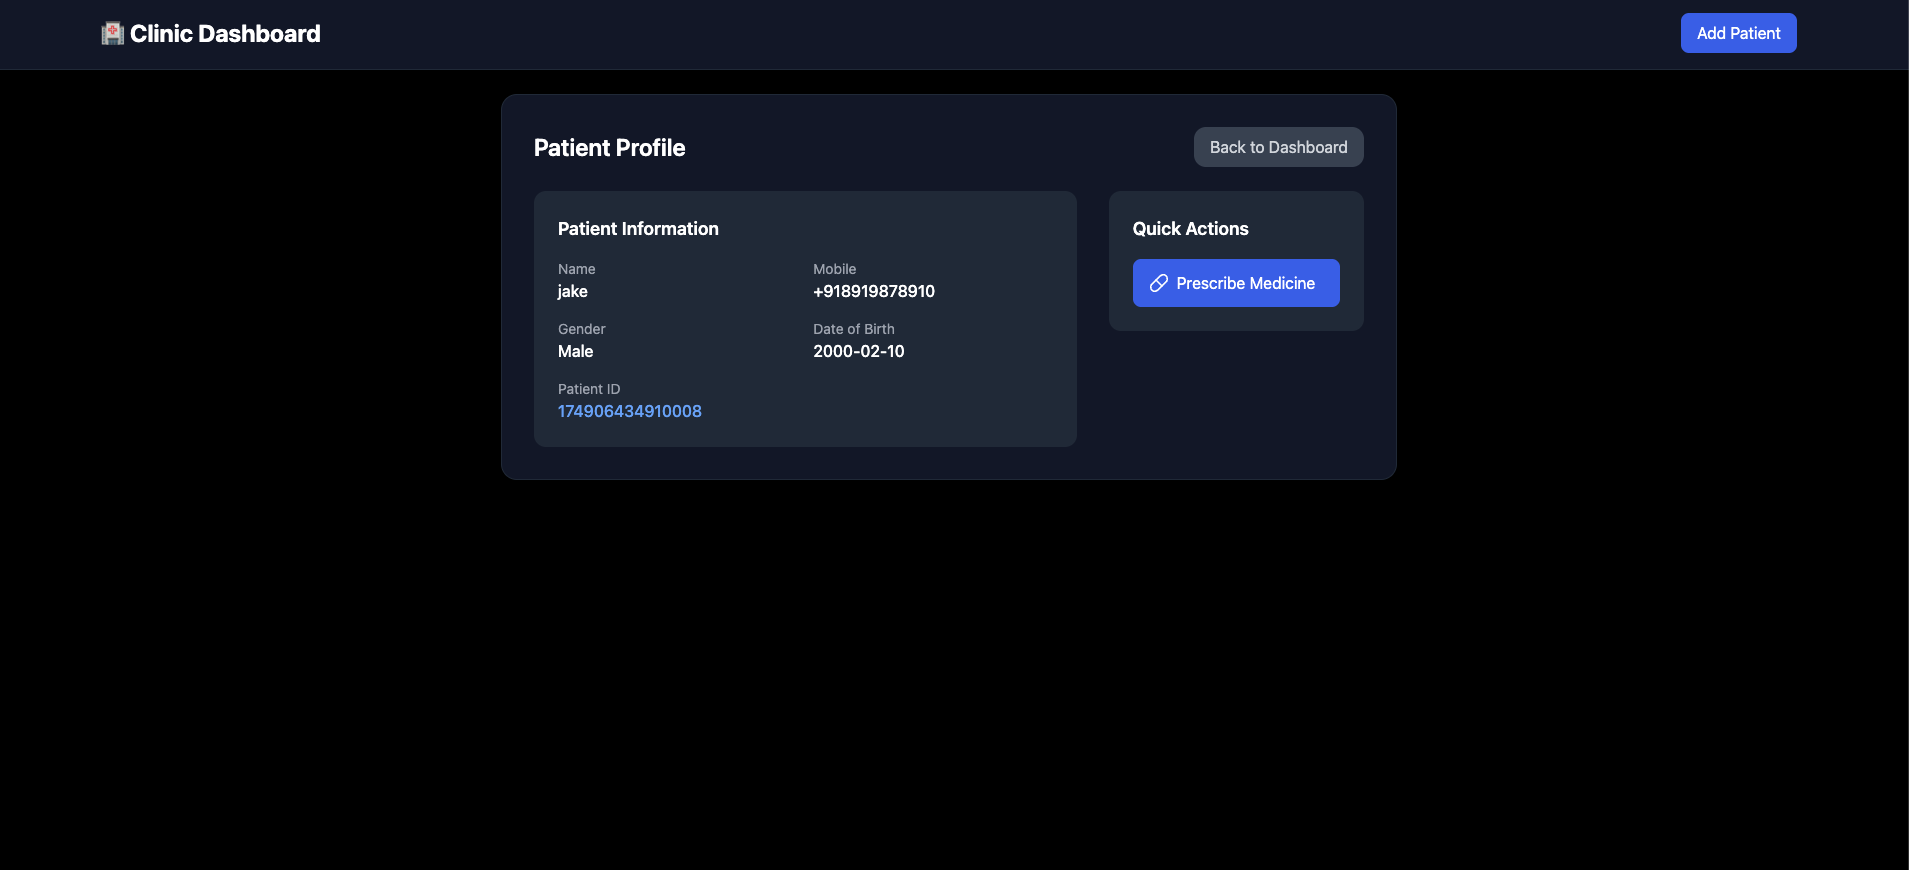 Clinic Dashboard
Add Patient
Patient Profile
Back to Dashboard
Patient Information
Name
jake
Mobile
+918919878910
Gender
Male
Date of Birth
2000-02-10
Patient ID
174906434910008
Quick Actions
Prescribe Medicine